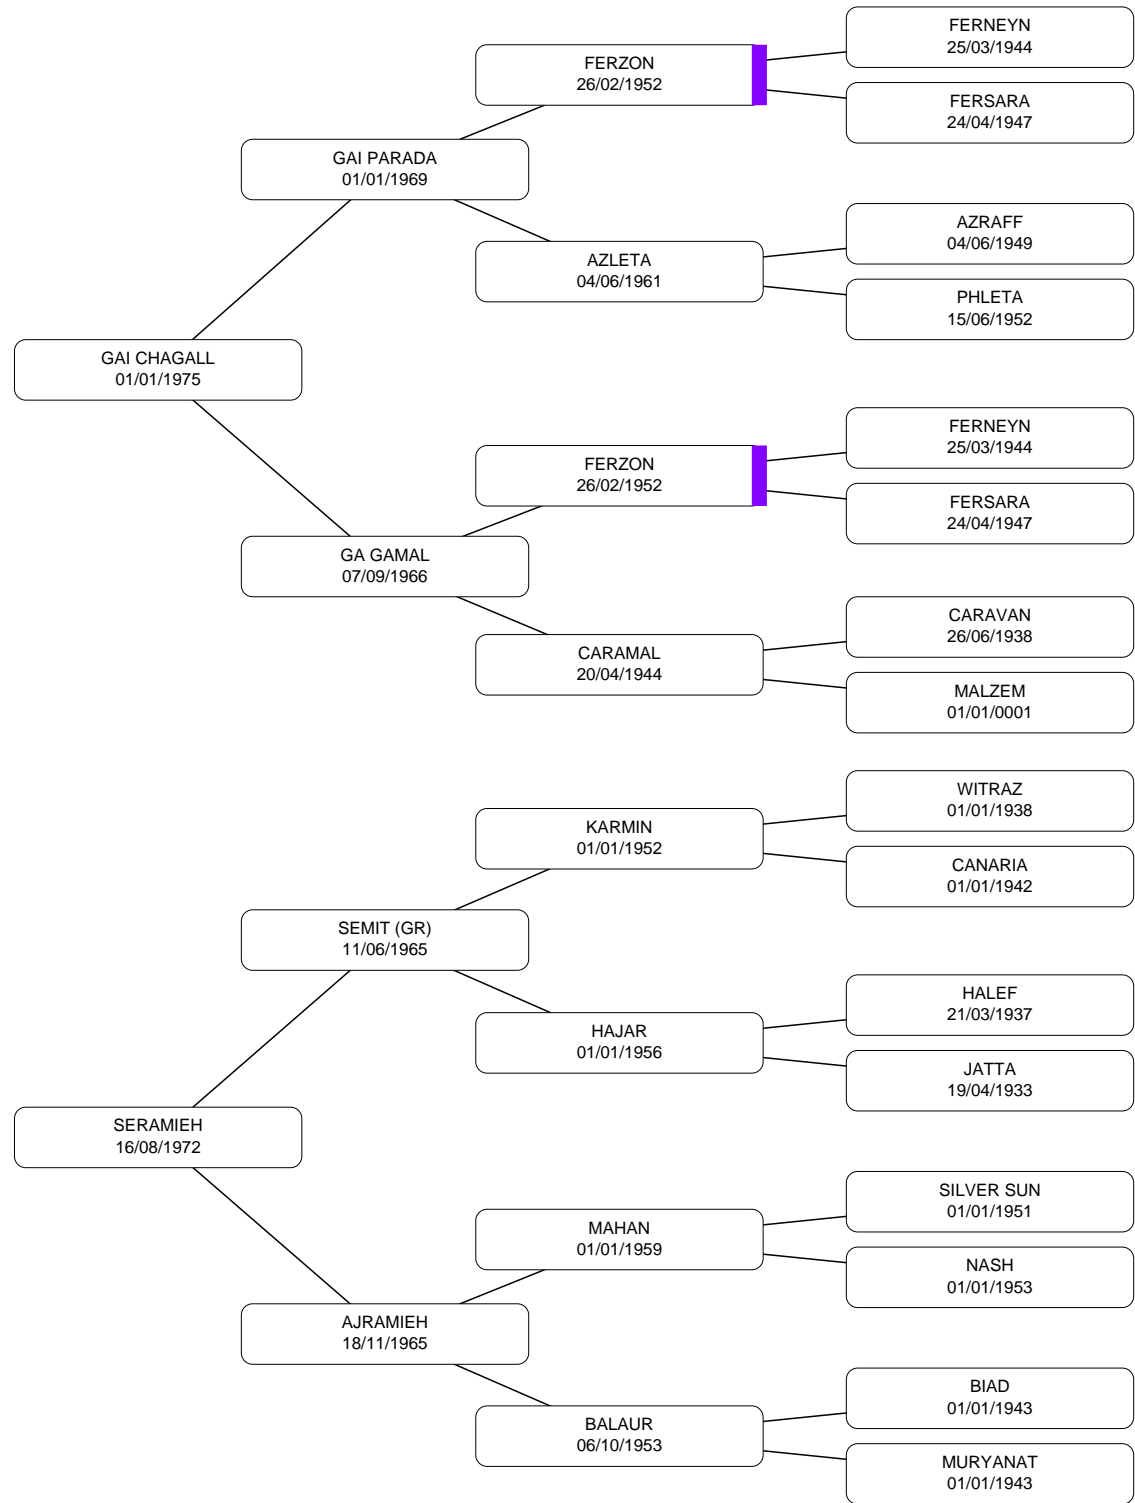 FERNEYN
25/03/1944
FERZON
26/02/1952
FERSARA
24/04/1947
GAI PARADA
01/01/1969
AZRAFF
04/06/1949
AZLETA
04/06/1961
PHLETA
15/06/1952
GAI CHAGALL
01/01/1975
FERNEYN
25/03/1944
FERZON
26/02/1952
FERSARA
24/04/1947
GA GAMAL
07/09/1966
CARAVAN
26/06/1938
CARAMAL
20/04/1944
MALZEM
01/01/0001
WITRAZ
01/01/1938
KARMIN
01/01/1952
CANARIA
01/01/1942
SEMIT (GR)
11/06/1965
HALEF
21/03/1937
HAJAR
01/01/1956
JATTA
19/04/1933
SERAMIEH
16/08/1972
SILVER SUN
01/01/1951
MAHAN
01/01/1959
NASH
01/01/1953
AJRAMIEH
18/11/1965
BIAD
01/01/1943
BALAUR
06/10/1953
MURYANAT
01/01/1943